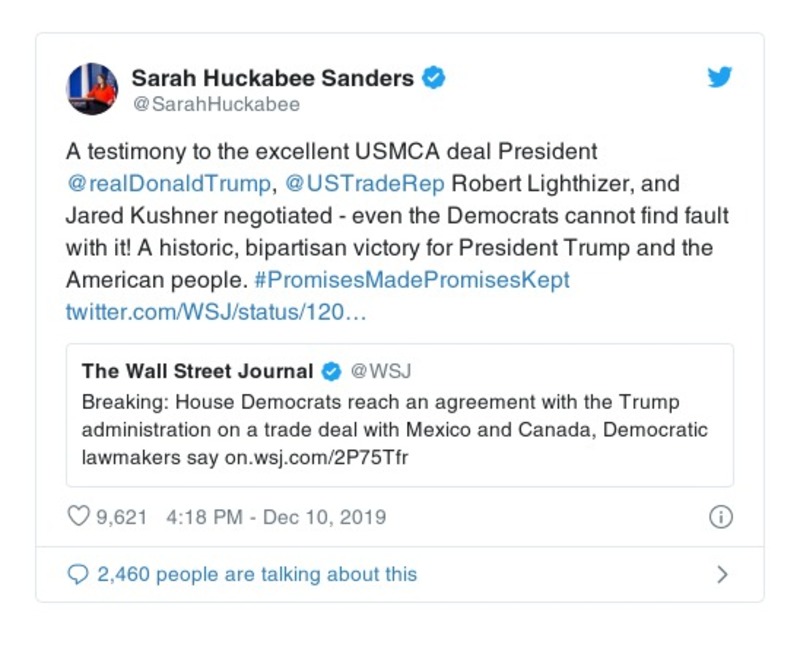 Sarah Huckabee Sanders
@SarahHuckabee
A testimony to the excellent USMCA deal President
@realDonaldTrump, @USTradeRep Robert Lighthizer, and
Jared Kushner negotiated - even the Democrats cannot find fault
with it! A historic, bipartisan victory for President Trump and the
American people. #PromisesMadePromisesKept
twitter.com/WSJ/status/120…
The Wall Street Journal @WSJ
Breaking: House Democrats reach an agreement with the Trump
administration on a trade deal with Mexico and Canada, Democratic
lawmakers say on.wsj.com/2P75Tfr
9,621 4:18 PM - Dec 10, 2019
2,460 people are talking about this